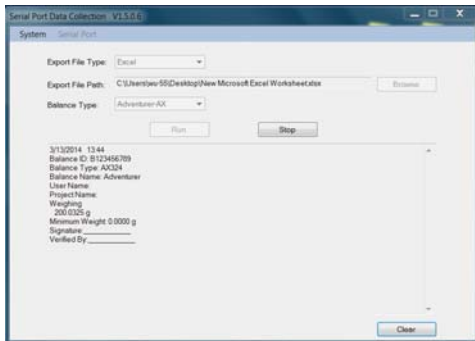 Serial Port Data Collection V1.5.0.6
System Serial Port
Export File Type: Excel
Export File Path: C:\Users\wu-55\Desktop\New Microsoft Excel Worksheet.xlsx Browse
Balance Type: Adventurer-AX
Run Stop
3/13/2014 13:44
Balance ID: B123456789
Balance Type: AX324
Balance Name: Adventurer
User Name:
Project Name:
Weighing
200.0325 g
Minimum Weight: 0.0000 g
Signature:___________
Verified By:___________
Clear